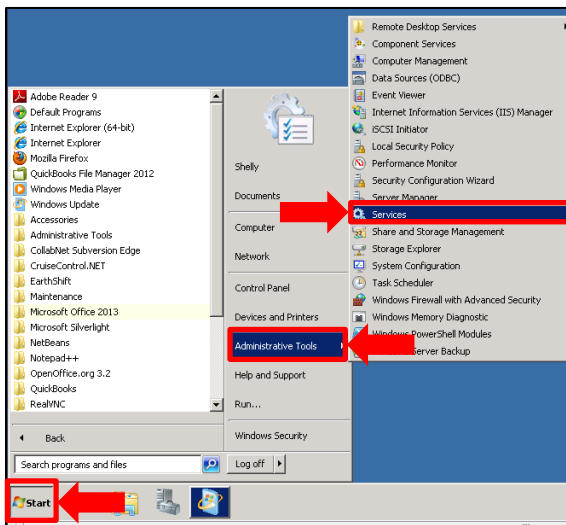 Remote Desktop Services
Component Services
Computer Management
Data Sources (ODBC)
Event Viewer
Internet Information Services (IIS) Manager
iSCSI Initiator
Local Security Policy
Performance Monitor
Security Configuration Wizard
Server Manager
Services
Share and Storage Management
Storage Explorer
System Configuration
Task Scheduler
Windows Firewall with Advanced Security
Windows Memory Diagnostic
Windows PowerShell Modules
Server Backup
Adobe Reader 9
Default Programs
Internet Explorer (64-bit)
Internet Explorer
Mozilla Firefox
QuickBooks File Manager 2012
Windows Media Player
Windows Update
Accessories
Administrative Tools
CollabNet Subversion Edge
CruiseControl.NET
EarthShift
Maintenance
Microsoft Office 2013
Microsoft Silverlight
NetBeans
Notepad++
OpenOffice.org 3.2
QuickBooks
RealVNC
Back
Search programs and files
Shelly
Documents
Computer
Network
Control Panel
Devices and Printers
Administrative Tools
Help and Support
Run...
Windows Security
Log off
Start